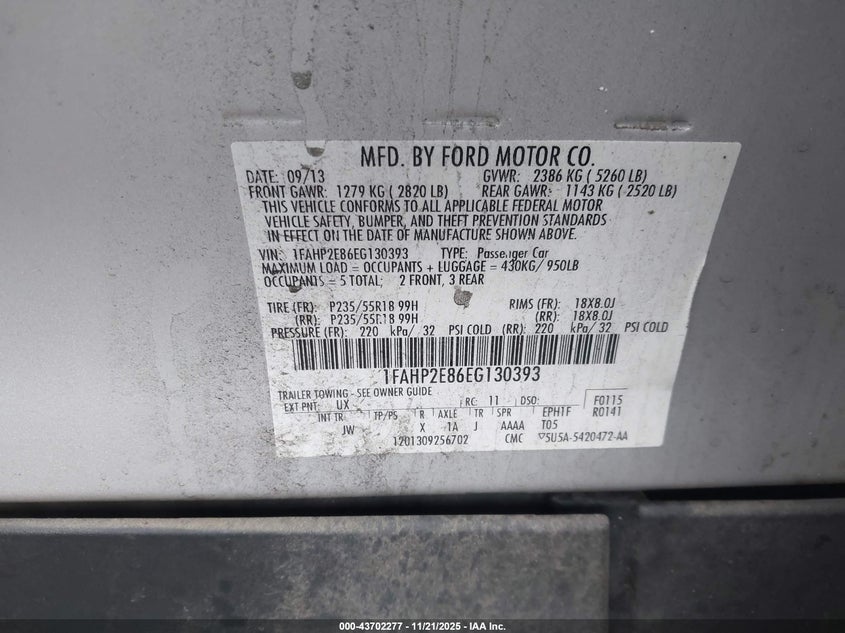 MFD. BY FORD MOTOR CO.
DATE: 09/13 GVWR: 2386 KG ( 5260 LB)
FRONT GAWR: 1279 KG ( 2820 LB) REAR GAWR: 1143 KG ( 2520 LB)
THIS VEHICLE CONFORMS TO ALL APPLICABLE FEDERAL MOTOR
VEHICLE SAFETY, BUMPER, AND THEFT PREVENTION STANDARDS
IN EFFECT ON THE DATE OF MANUFACTURE SHOWN ABOVE.
VIN: 1FAHP2E86EG130393 TYPE: Passenger Car
MAXIMUM LOAD = OCCUPANTS + LUGGAGE = 430KG/ 950LB
OCCUPANTS = 5 TOTAL; 2 FRONT, 3 REAR
TIRE (FR): P235/55R18 99H RIMS (FR): 18X8.0J
(RR): P235/55R18 99H (RR): 18X8.0J
PRESSURE (FR): 220 kPa/ 32 PSI COLD (RR): 220 kPa/ 32 PSI COLD
1FAHP2E86EG130393
TRAILER TOWING - SEE OWNER GUIDE
EXT PNT: UX RC: 11 DSO: F0115
INT TR TP/PS R AXLE TR SPR EPH1F R0141
JW X 1A J AAAA T05
1201309256702 CMC ▽5U5A-5420472-AA
000-43702277 - 11/21/2025 - IAA Inc.